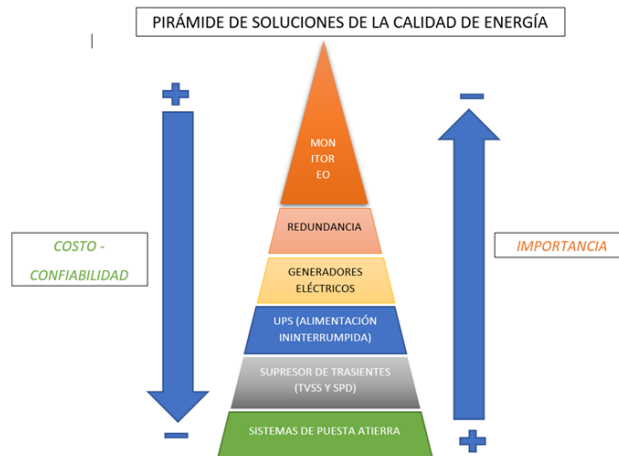 PIRÁMIDE DE SOLUCIONES DE LA CALIDAD DE ENERGÍA
MON
ITOR
EO
REDUNDANCIA
COSTO -
CONFIABILIDAD
IMPORTANCIA
GENERADORES
ELÉCTRICOS
UPS (ALIMENTACIÓN
ININTERRUMPIDA)
SUPRESOR DE TRASIENTES
(TVSS Y SPD)
SISTEMAS DE PUESTA ATIERRA